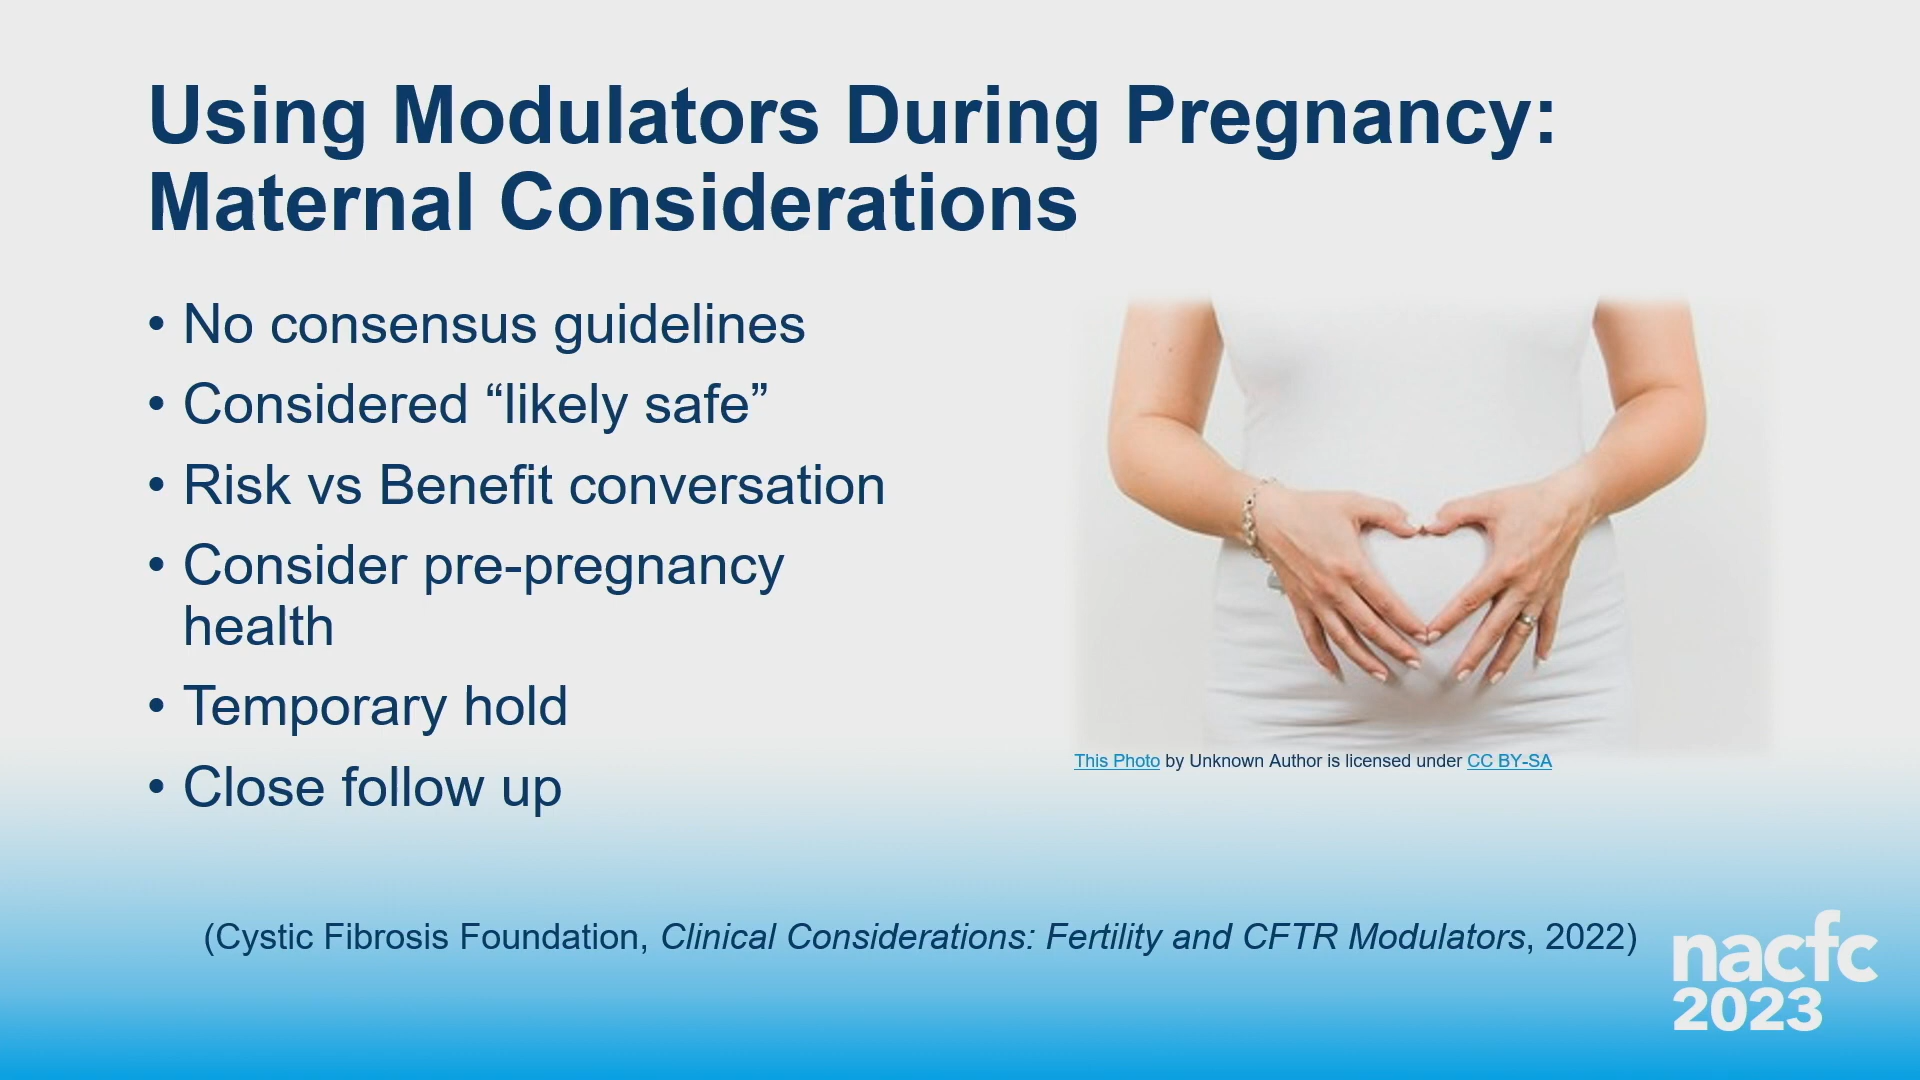 Using Modulators During Pregnancy:
Maternal Considerations
• No consensus guidelines
• Considered “likely safe”
• Risk vs Benefit conversation
• Consider pre-pregnancy
health
• Temporary hold
• Close follow up
This Photo by Unknown Author is licensed under CC BY-SA
(Cystic Fibrosis Foundation, Clinical Considerations: Fertility and CFTR Modulators, 2022)
nacfc
2023